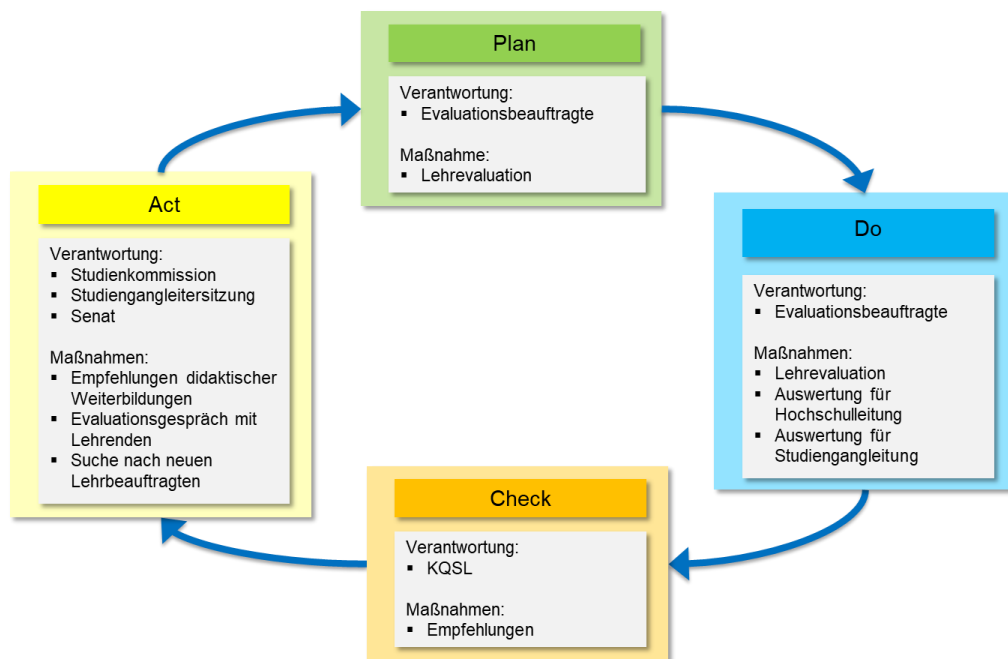 Plan
Verantwortung:
▪ Evaluationsbeauftragte
Maßnahme:
▪ Lehrevaluation
Do
Verantwortung:
▪ Evaluationsbeauftragte
Maßnahmen:
▪ Lehrevaluation
▪ Auswertung für
Hochschulleitung
▪ Auswertung für
Studiengangleitung
Check
Verantwortung:
▪ KQSL
Maßnahmen:
▪ Empfehlungen
Act
Verantwortung:
▪ Studienkommission
▪ Studiengangleitersitzung
▪ Senat
Maßnahmen:
▪ Empfehlungen didaktischer
Weiterbildungen
▪ Evaluationsgespräch mit
Lehrenden
▪ Suche nach neuen
Lehrbeauftragten